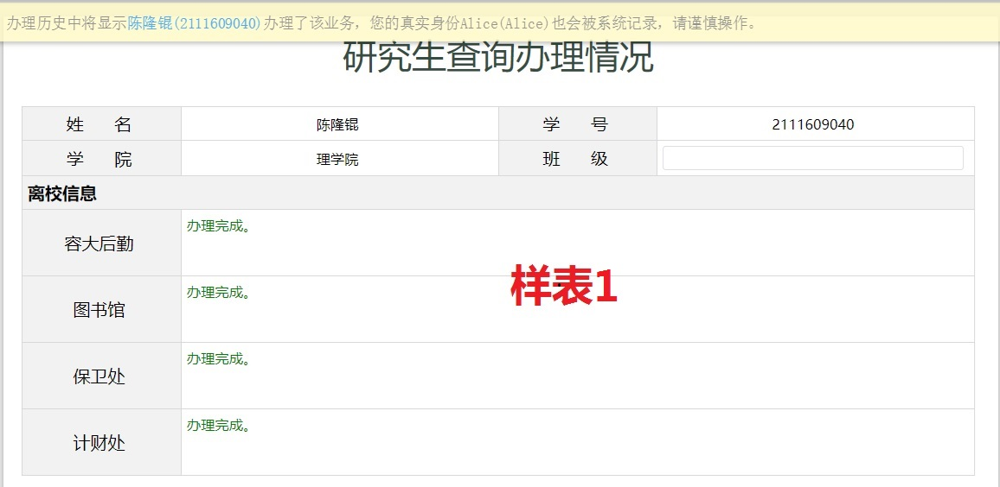 办理历史中将显示陈隆锟(2111609040)办理了该业务，您的真实身份Alice(Alice)也会被系统记录，请谨慎操作。
研究生查询办理情况
姓 名 陈隆锟 学 号 2111609040
学 院 理学院 班 级
离校信息
容大后勤 办理完成。
图书馆 办理完成。
样表1
保卫处 办理完成。
计财处 办理完成。